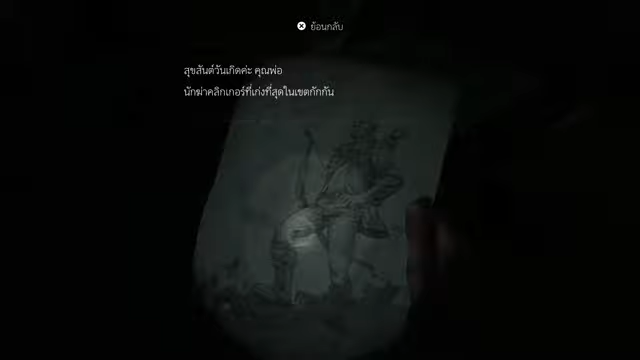 ย้อนกลับ
สุขสันต์วันเกิดค่ะ คุณพ่อ
นักฆ่าคลิกเกอร์ที่เก่งที่สุดในเขตกักกัน